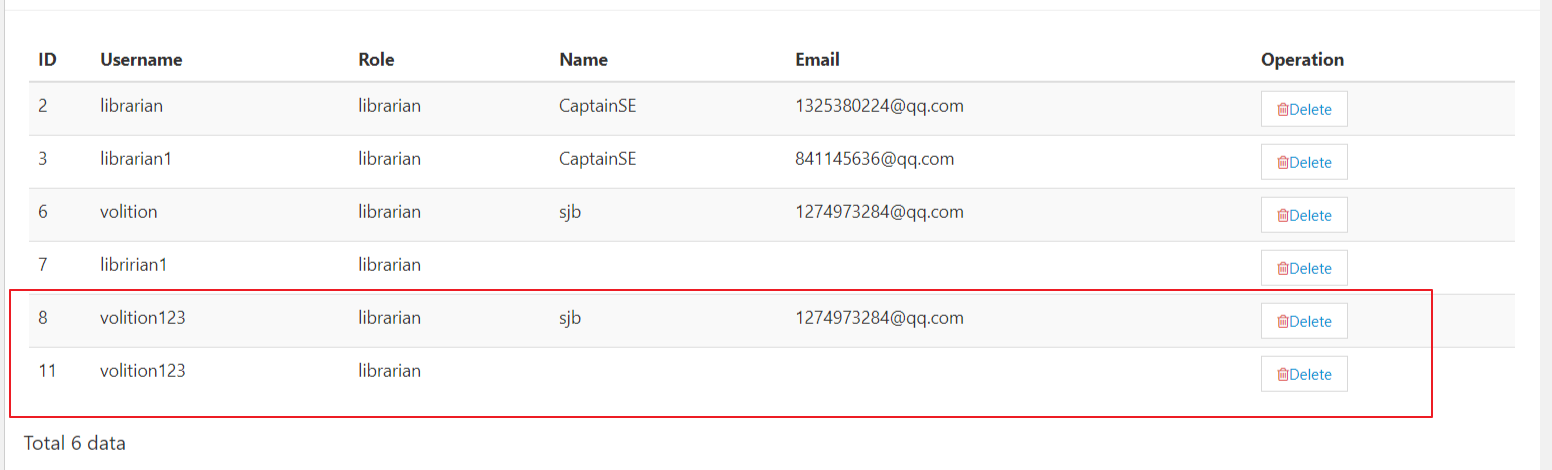 ID Username Role Name Email Operation
2 librarian librarian CaptainSE 1325380224@qq.com Delete
3 librarian1 librarian CaptainSE 841145636@qq.com Delete
6 volition librarian sjb 1274973284@qq.com Delete
7 libririan1 librarian Delete
8 volition123 librarian sjb 1274973284@qq.com Delete
11 volition123 librarian Delete
Total 6 data